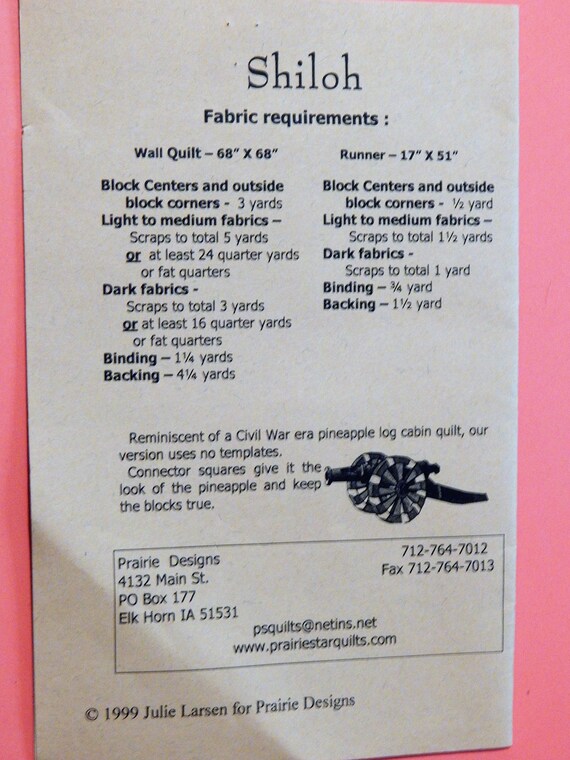 Shiloh
Fabric requirements :
Wall Quilt – 68” X 68”
Block Centers and outside
block corners - 3 yards
Light to medium fabrics –
Scraps to total 5 yards
or at least 24 quarter yards
or fat quarters
Dark fabrics -
Scraps to total 3 yards
or at least 16 quarter yards
or fat quarters
Binding – 1¼ yards
Backing – 4¼ yards
Runner – 17” X 51”
Block Centers and outside
block corners - ½ yard
Light to medium fabrics –
Scraps to total 1½ yards
Dark fabrics -
Scraps to total 1 yard
Binding – ¾ yard
Backing – 1½ yard
Reminiscent of a Civil War era pineapple log cabin quilt, our
version uses no templates.
Connector squares give it the
look of the pineapple and keep
the blocks true.
Prairie Designs
4132 Main St.
PO Box 177
Elk Horn IA 51531
712-764-7012
Fax 712-764-7013
psquilts@netins.net
www.prairiestarquilts.com
© 1999 Julie Larsen for Prairie Designs